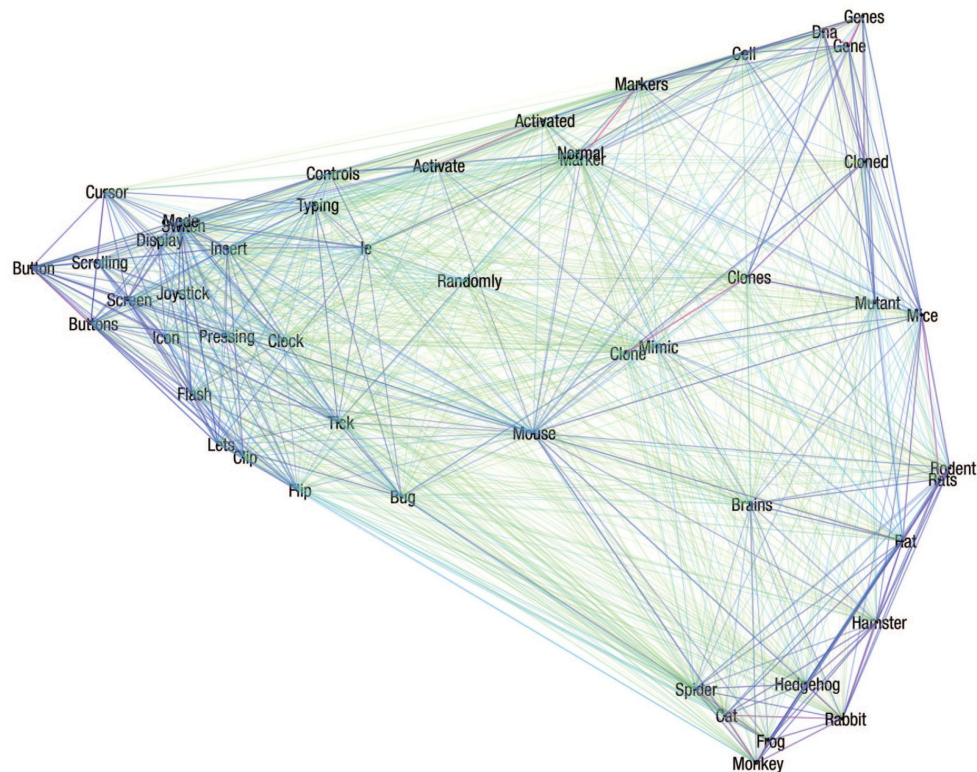 Genes
Dna
Gene
Cell
Markers
Activated
Normal
Marker
Cloned
Activate
Controls
Cursor
Typing
Mode
Switch
Display
Insert
Ie
Scrolling
Button
Clones
Randomly
Joystick
Screen
Mutant
Mice
Buttons
Icon
Pressing
Clock
Mimic
Clone
Flash
Tick
Mouse
Lets
Clip
Rodent
Rats
Flip
Bug
Brains
Rat
Hamster
Hedgehog
Spider
Cat
Rabbit
Frog
Monkey